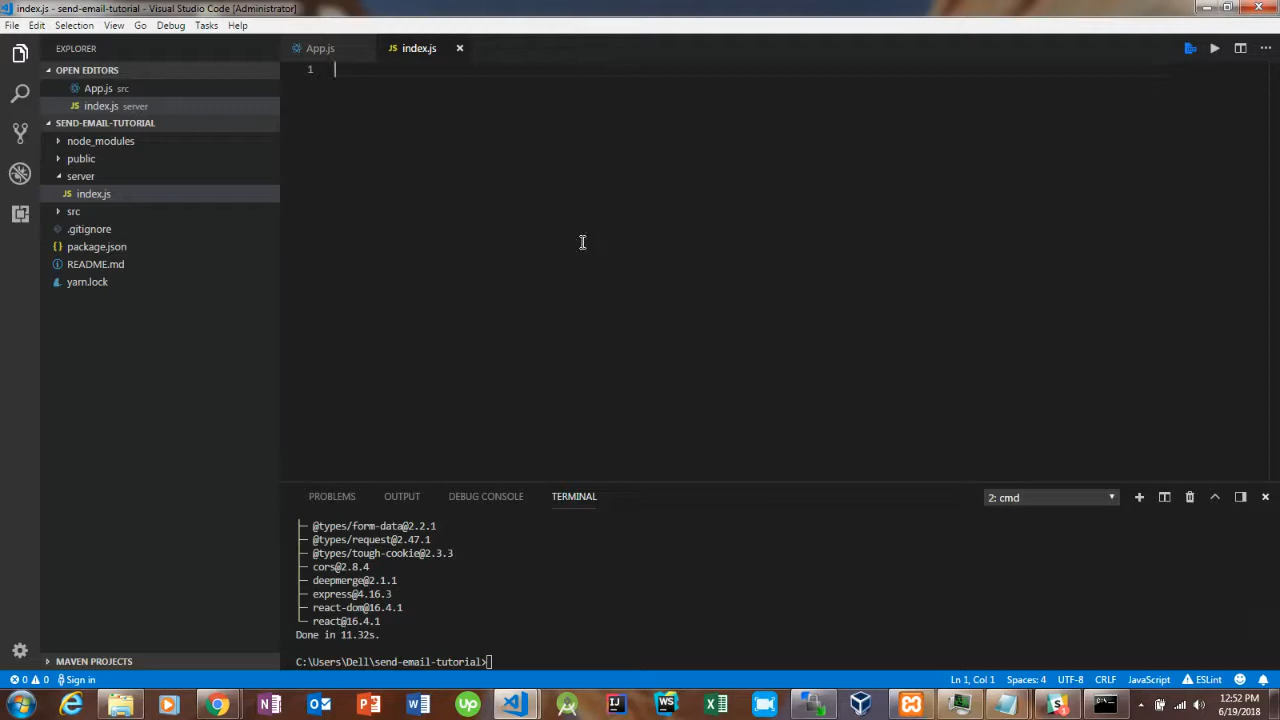 index.js - send-email-tutorial - Visual Studio Code [Administrator]
File Edit Selection View Go Debug Tasks Help
EXPLORER
App.js
index.js
OPEN EDITORS
1
App.js src
index.js server
SEND-EMAIL-TUTORIAL
node_modules
public
server
JS index.js
src
.gitignore
package.json
README.md
yarn.lock
PROBLEMS OUTPUT DEBUG CONSOLE TERMINAL
2: cmd
├─ @types/form-data@2.2.1
├─ @types/request@2.47.1
├─ @types/tough-cookie@2.3.3
├─ cors@2.8.4
├─ deepmerge@2.1.1
├─ express@4.16.3
├─ react-dom@16.4.1
└─ react@16.4.1
Done in 11.32s.
C:\Users\Dell\send-email-tutorial>
MAVEN PROJECTS
0 0 Sign in
Ln 1, Col 1 Spaces: 4 UTF-8 CRLF JavaScript ESLint
12:52 PM
6/19/2018